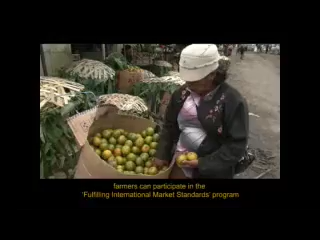 farmers can participate in the
'Fulfilling International Market Standards' program